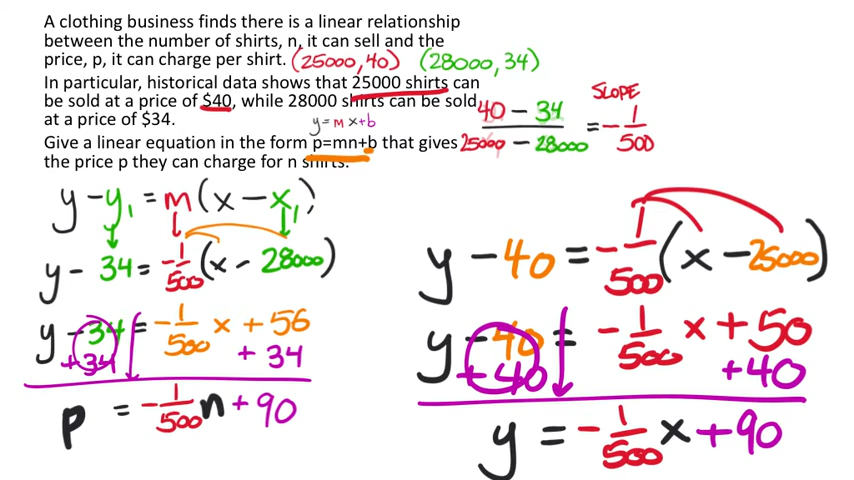 A clothing business finds there is a linear relationship
between the number of shirts, n, it can sell and the
price, p, it can charge per shirt. (25000,40) (28000,34)
In particular, historical data shows that 25000 shirts can
be sold at a price of $40, while 28000 shirts can be sold
at a price of $34.
y=mx+b
Give a linear equation in the form p=mn+b that gives
the price p they can charge for n shirts.
SLOPE
(40 - 34)/(25000 - 28000) = -1/500
y - y₁ = m(x - x₁)
y - 34 = -1/500 (x - 28000)
y - 34 = -1/500 x + 56
+34 + 34
p = -1/500 n + 90
y - 40 = -1/500 (x - 25000)
y - 40 = -1/500 x + 50
+40 +40
y = -1/500 x + 90